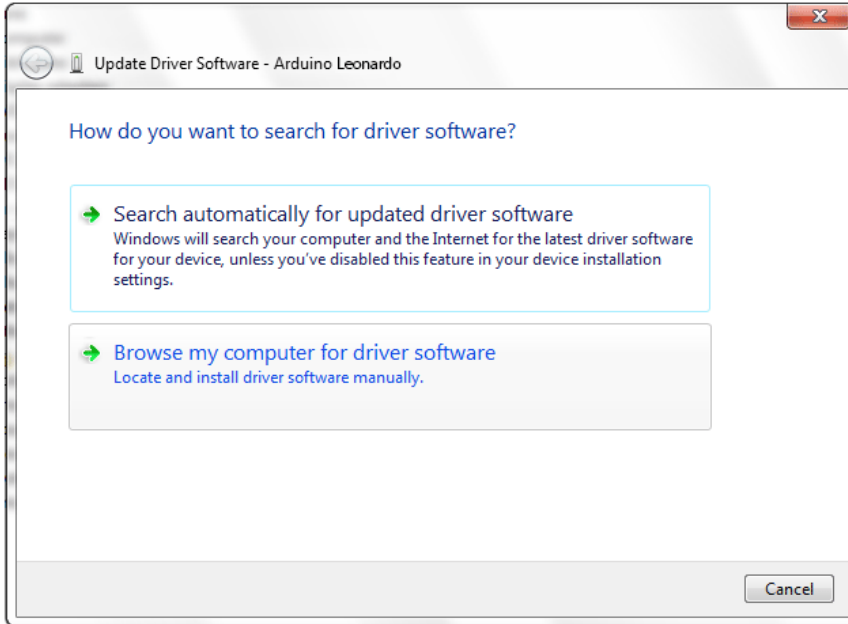 Update Driver Software - Arduino Leonardo
How do you want to search for driver software?
Search automatically for updated driver software
Windows will search your computer and the Internet for the latest driver software
for your device, unless you've disabled this feature in your device installation
settings.
Browse my computer for driver software
Locate and install driver software manually.
Cancel